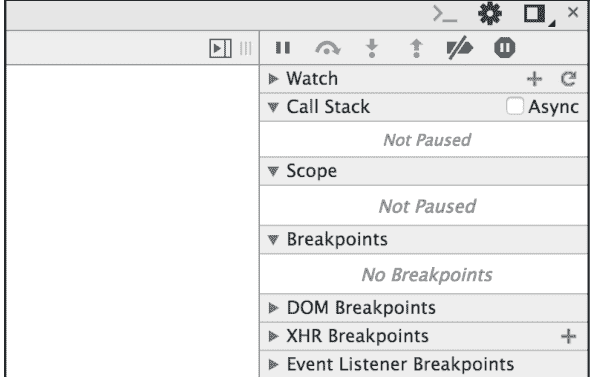 Watch
Call Stack Async
Not Paused
Scope
Not Paused
Breakpoints
No Breakpoints
DOM Breakpoints
XHR Breakpoints
Event Listener Breakpoints